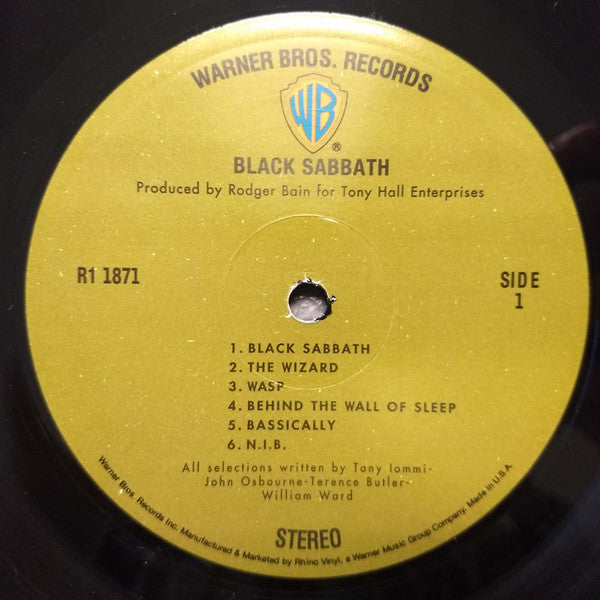 WARNER BROS. RECORDS
WB
®
BLACK SABBATH
Produced by Rodger Bain for Tony Hall Enterprises
R1 1871
SIDE
1
1. BLACK SABBATH
2. THE WIZARD
3. WASP
4. BEHIND THE WALL OF SLEEP
5. BASSICALLY
6. N.I.B.
All selections written by Tony Iommi-
John Osbourne-Terence Butler-
William Ward
STEREO
Warner Bros. Records Inc. Manufactured & Marketed by Rhino Vinyl, a Warner Music Group Company. Made in U.S.A.